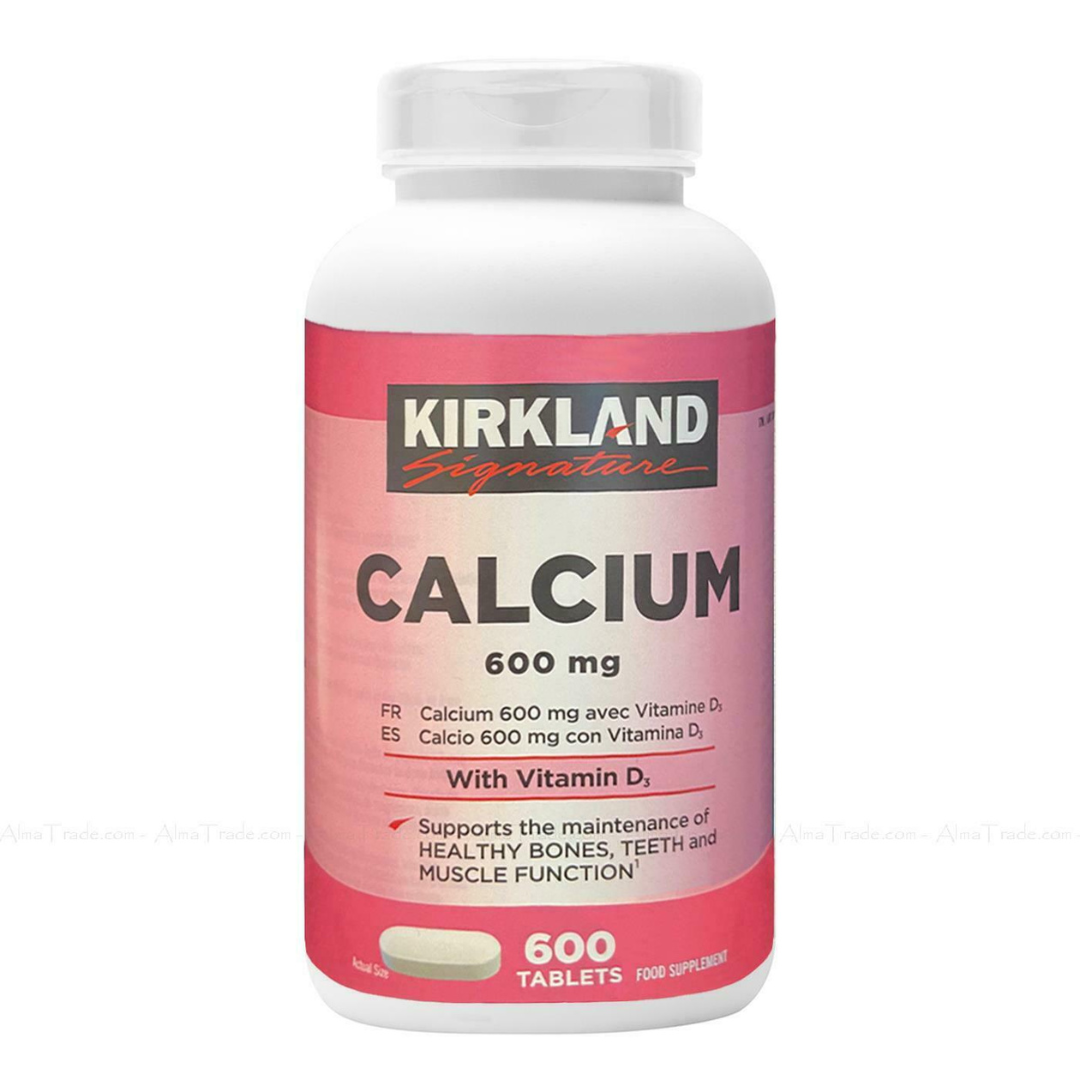 KIRKLAND
Signature
CALCIUM
600 mg
FR Calcium 600 mg avec Vitamine D₃
ES Calcio 600 mg con Vitamina D₃
With Vitamin D₃
Supports the maintenance of
HEALTHY BONES, TEETH and
MUSCLE FUNCTION¹
AlmaTrade.com - AlmaTrade.com - AlmaTrade.com - AlmaTrade.com -
Actual Size
600
TABLETS
FOOD SUPPLEMENT